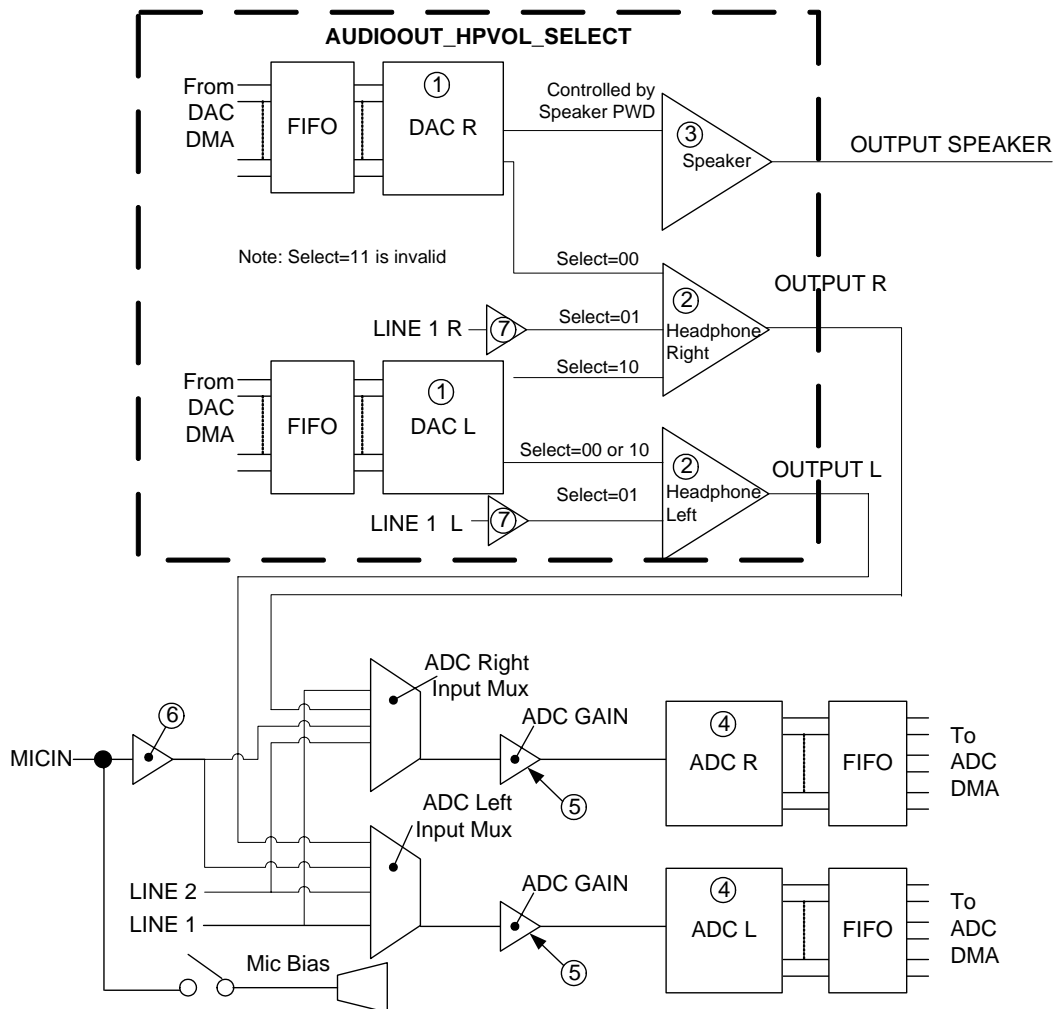 AUDIOOUT_HPVOL_SELECT
From
DAC
DMA
FIFO
①
DAC R
Controlled by
Speaker PWD
③
Speaker
OUTPUT SPEAKER
Note: Select=11 is invalid
Select=00
OUTPUT R
LINE 1 R
⑦
Select=01
②
Headphone
Right
Select=10
From
DAC
DMA
FIFO
①
DAC L
Select=00 or 10
OUTPUT L
②
Headphone
Left
Select=01
LINE 1 L
⑦
ADC Right
Input Mux
⑥
MICIN
ADC GAIN
⑤
④
ADC R
FIFO
To
ADC
DMA
ADC Left
Input Mux
LINE 2
LINE 1
ADC GAIN
⑤
④
ADC L
FIFO
To
ADC
DMA
Mic Bias